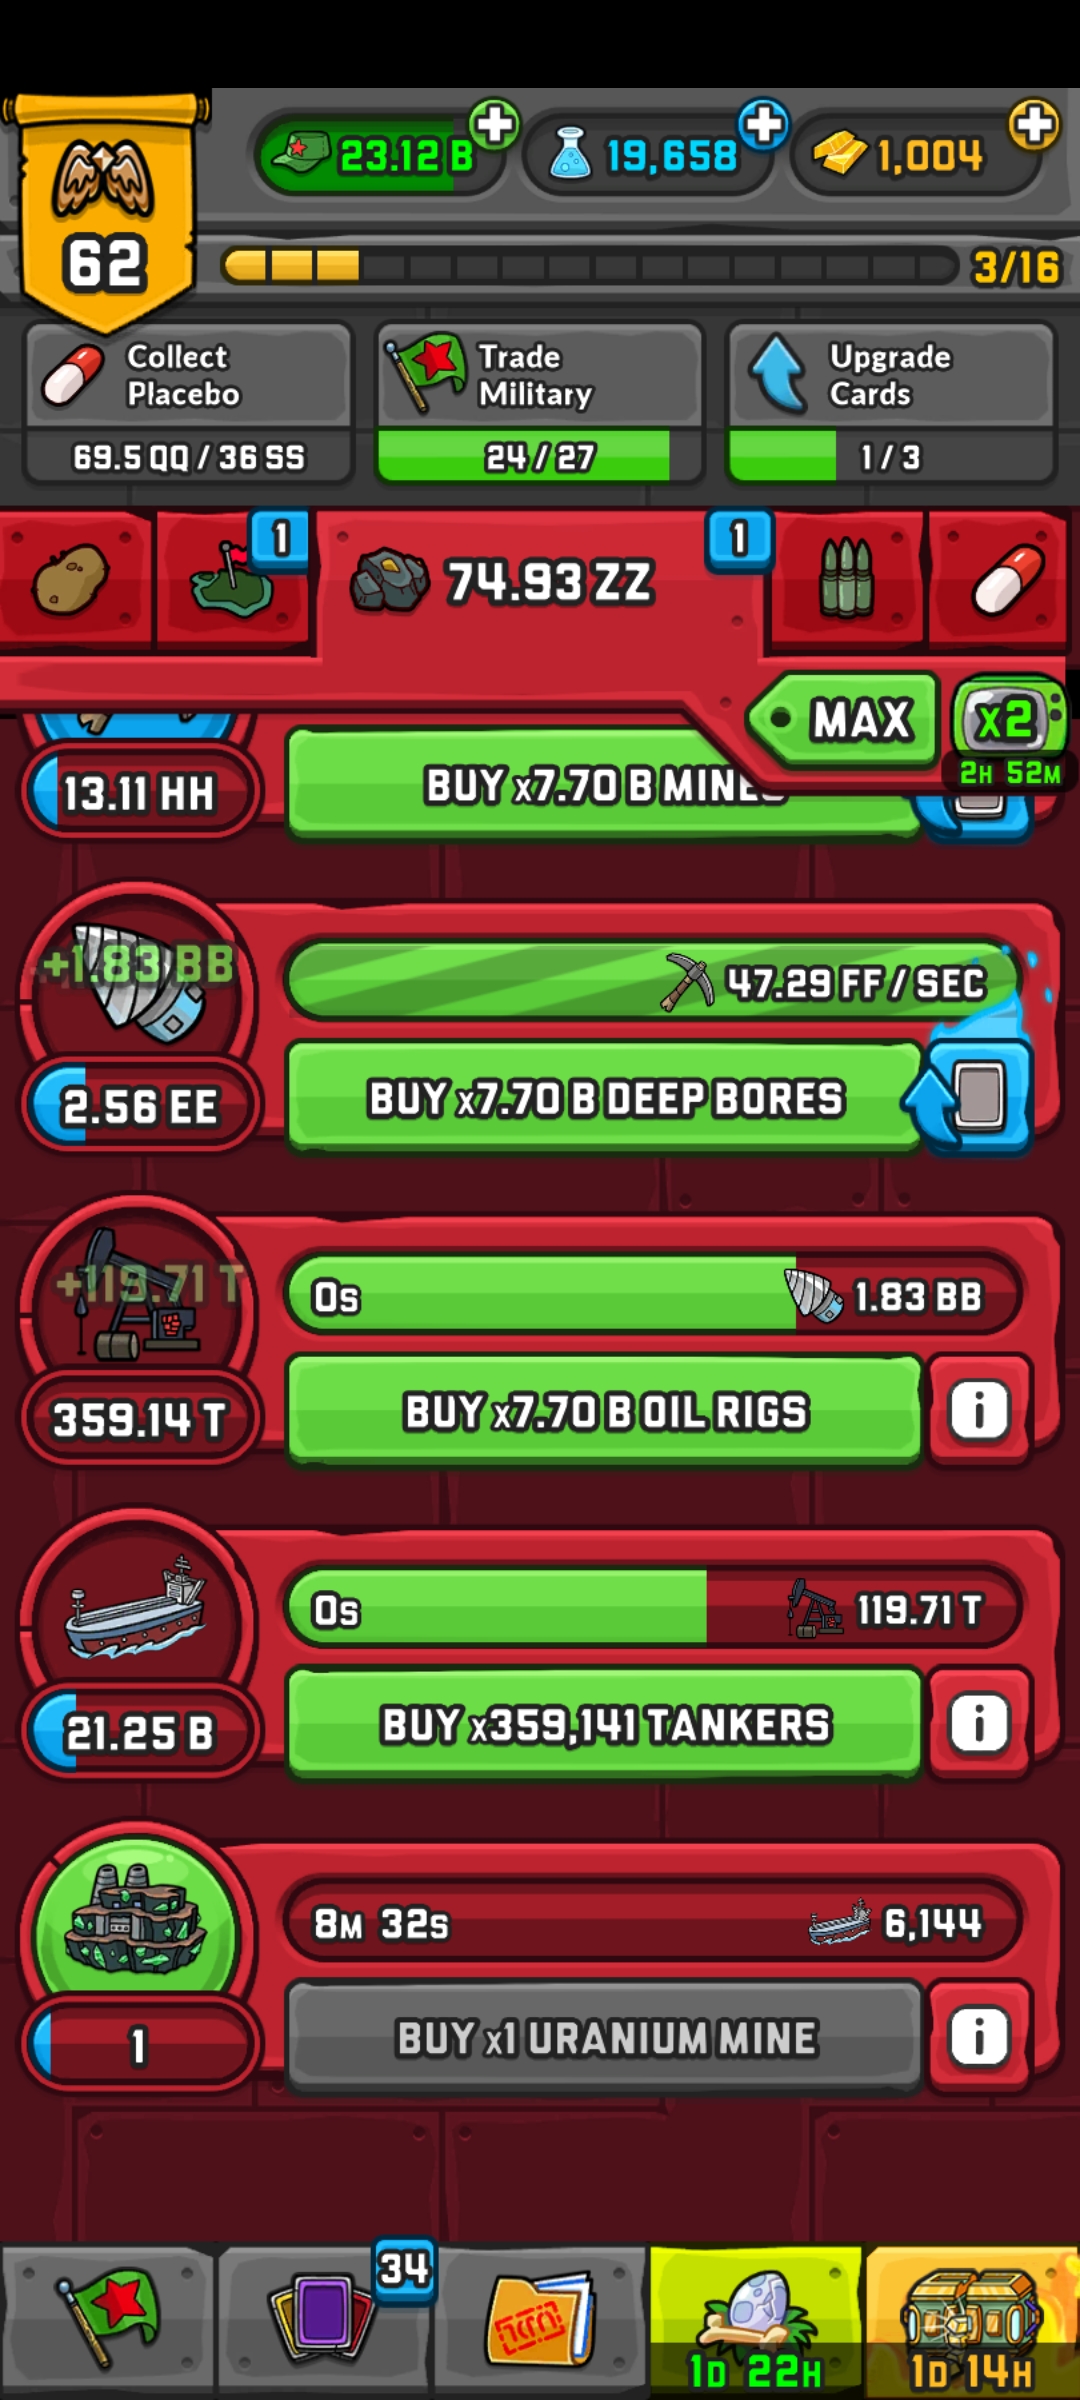 62
23.12 B
19,658
1,004
3/16
Collect
Placebo
69.5 QQ / 36 SS
Trade
Military
24 / 27
Upgrade
Cards
1 / 3
1
74.93 ZZ
1
MAX
X2
2H 52M
13.11 HH
BUY x7.70 B MINES
+1.83 BB
47.29 FF / SEC
2.56 EE
BUY x7.70 B DEEP BORES
+119.71 T
0s
1.83 BB
359.14 T
BUY x7.70 B OIL RIGS
i
0s
119.71 T
21.25 B
BUY x359,141 TANKERS
i
8M 32S
6,144
1
BUY x1 URANIUM MINE
i
34
1D 22H
1D 14H